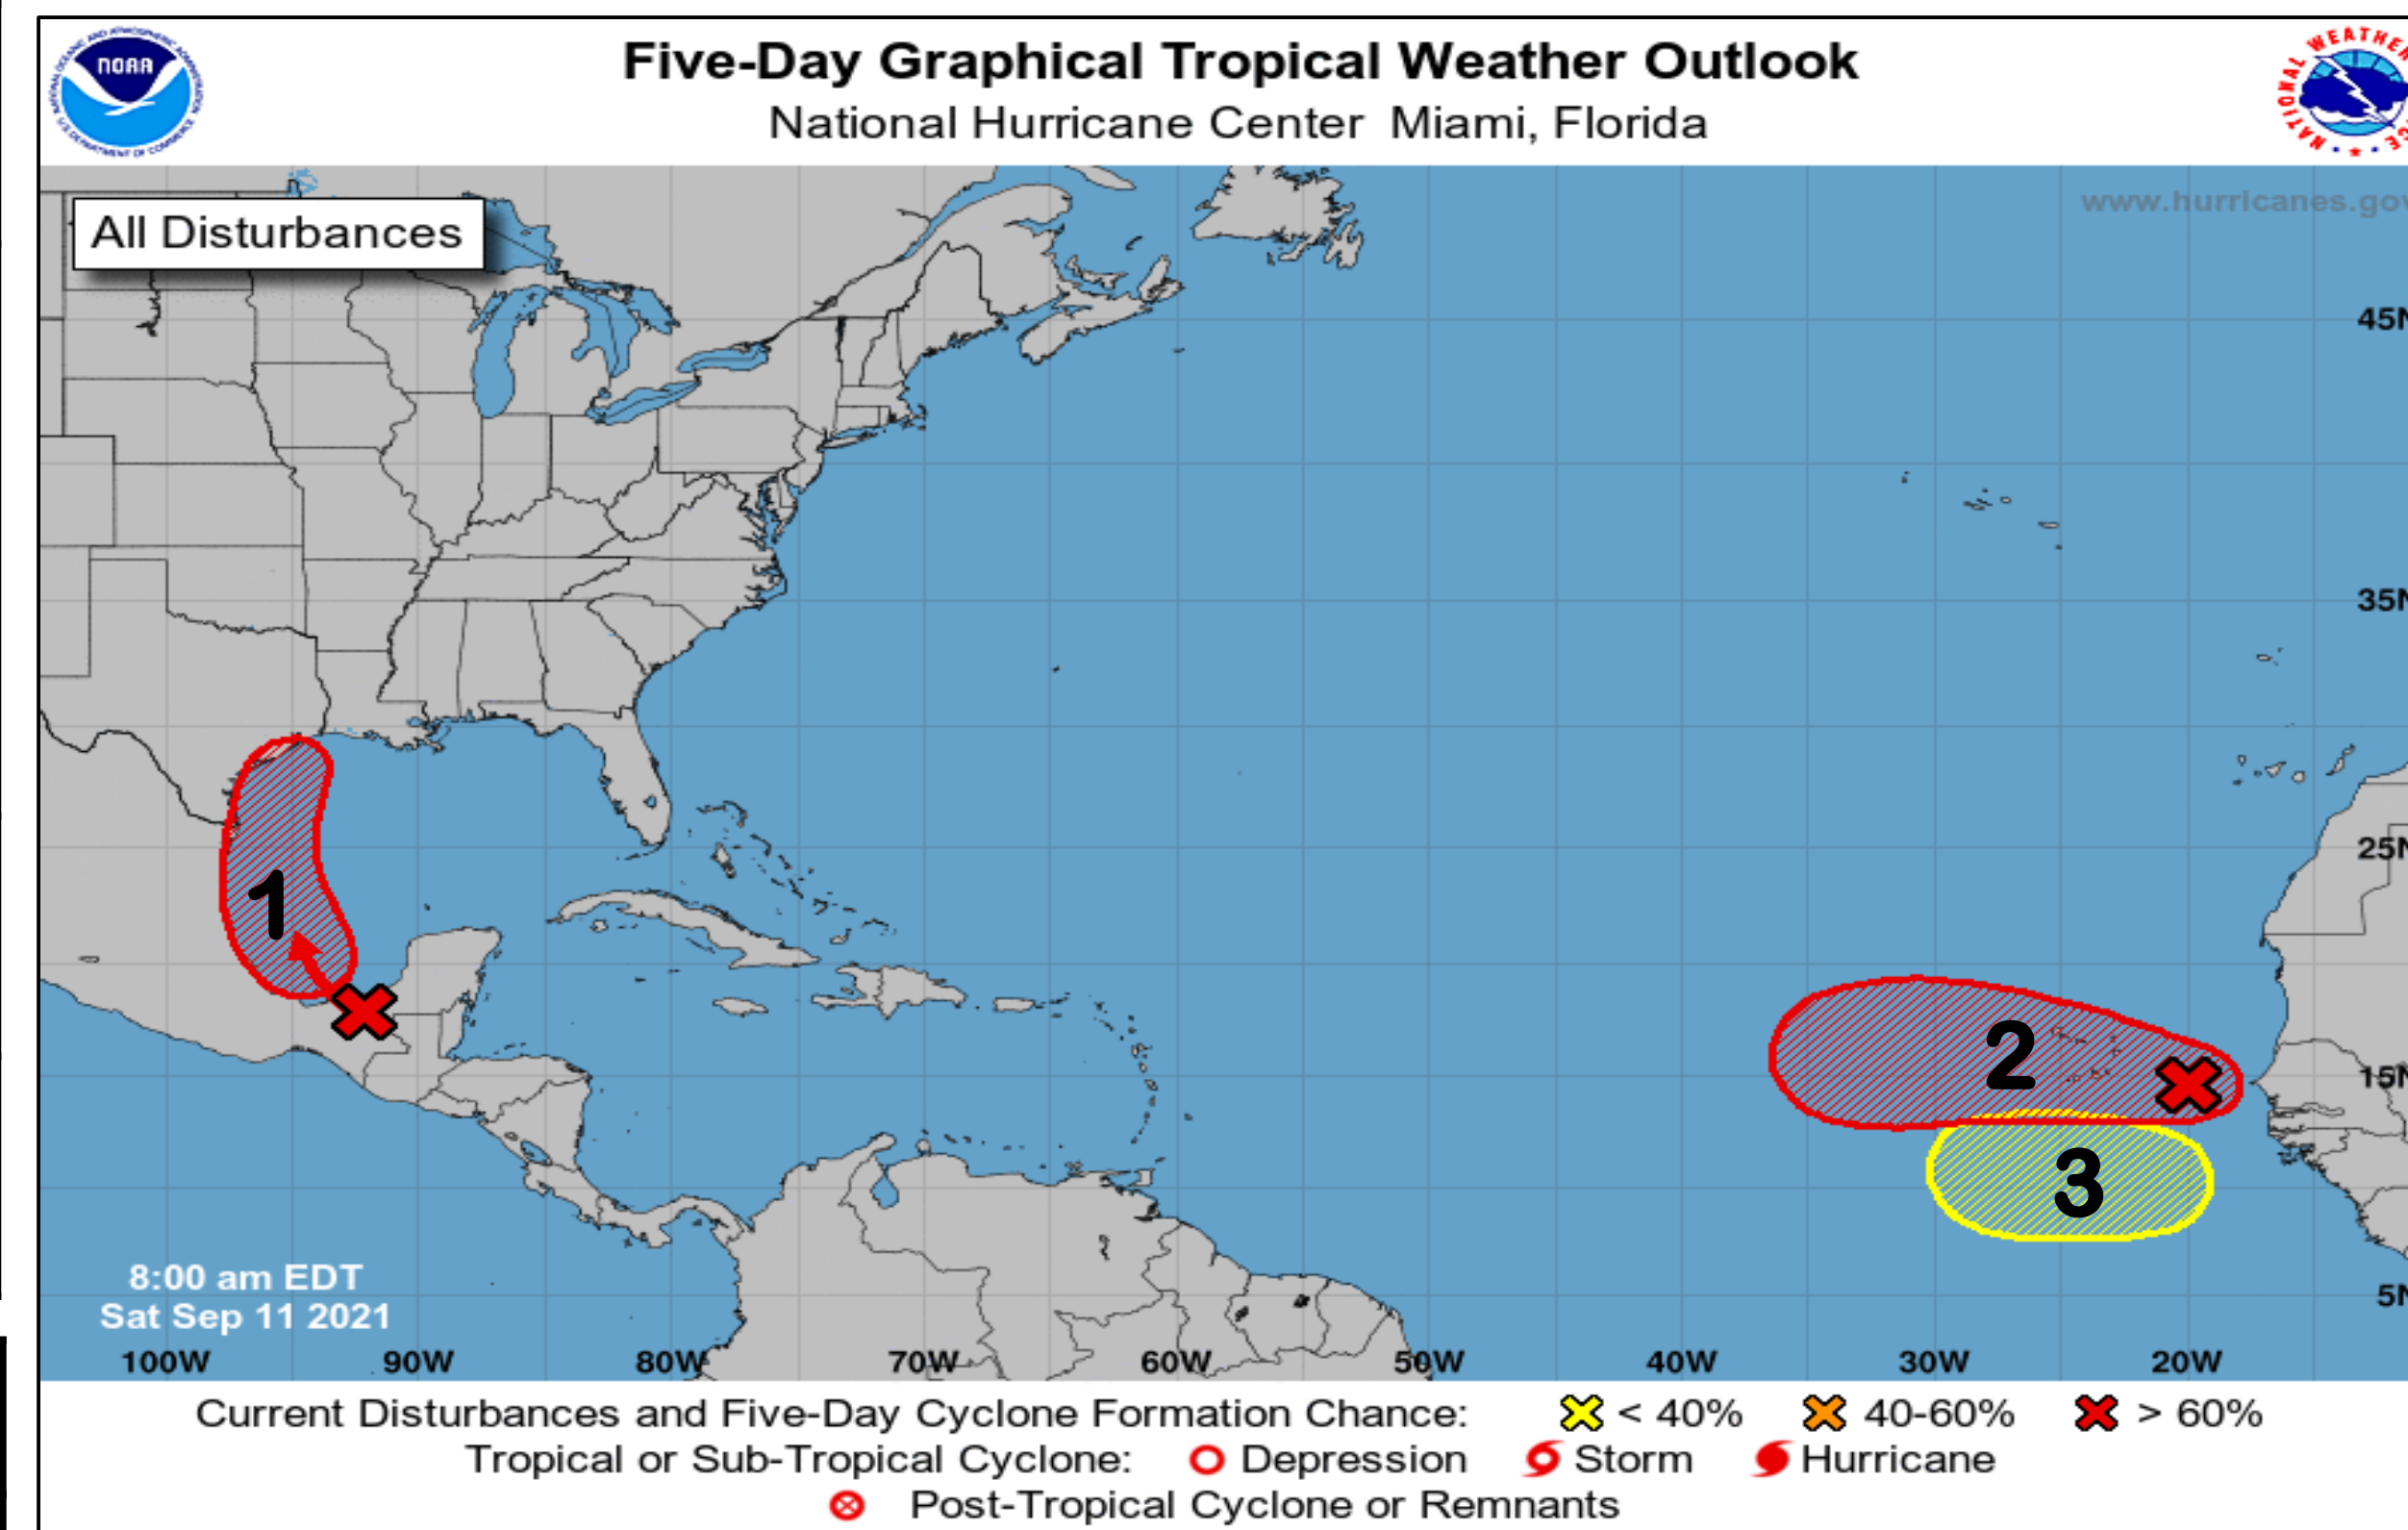 NOAA
Five-Day Graphical Tropical Weather Outlook
National Hurricane Center Miami, Florida
All Disturbances
www.hurricanes.gov
45N
35N
25N
1
2
15N
3
8:00 am EDT
Sat Sep 11 2021
5N
100W 90W 80W 70W 60W 50W 40W 30W 20W
Current Disturbances and Five-Day Cyclone Formation Chance: < 40% 40-60% > 60%
Tropical or Sub-Tropical Cyclone: Depression Storm Hurricane
Post-Tropical Cyclone or Remnants